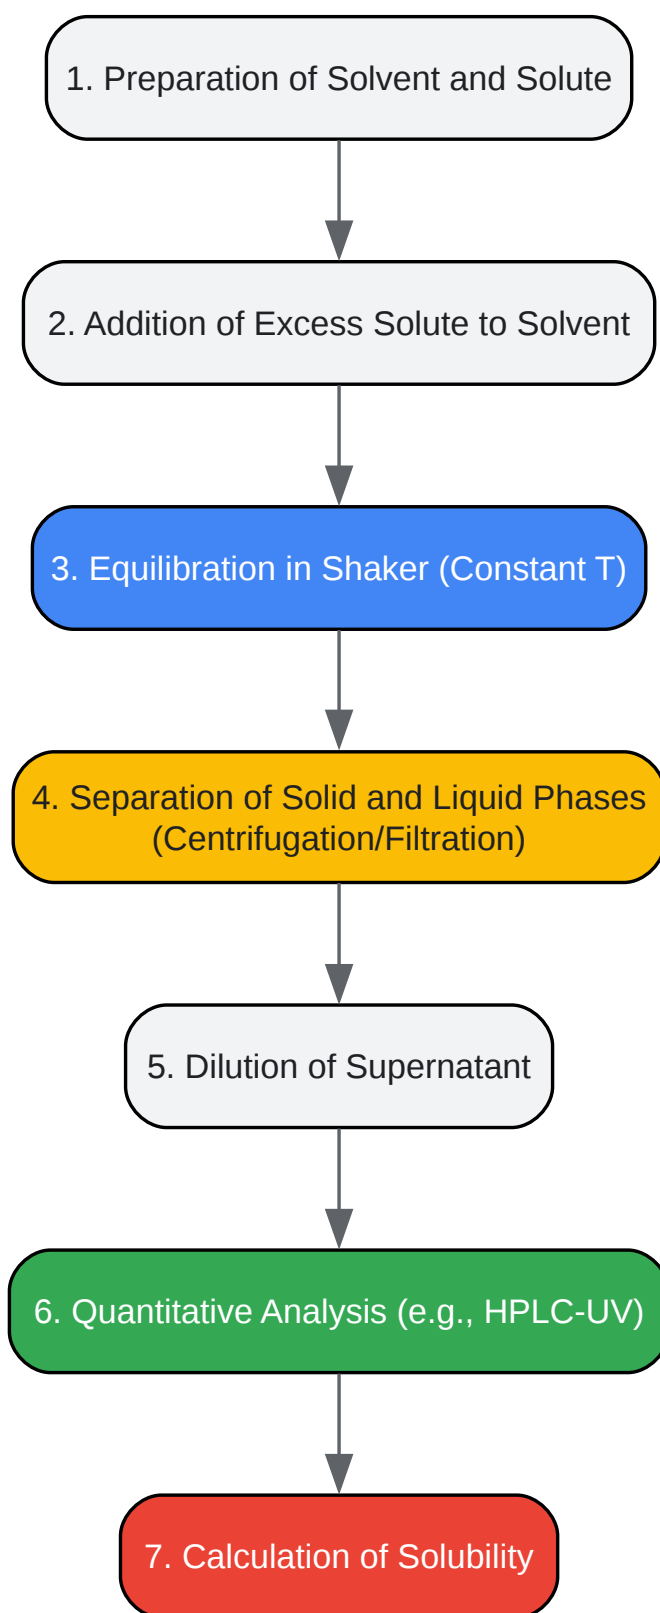 1. Preparation of Solvent and Solute
2. Addition of Excess Solute to Solvent
3. Equilibration in Shaker (Constant T)
4. Separation of Solid and Liquid Phases
(Centrifugation/Filtration)
5. Dilution of Supernatant
6. Quantitative Analysis (e.g., HPLC-UV)
7. Calculation of Solubility